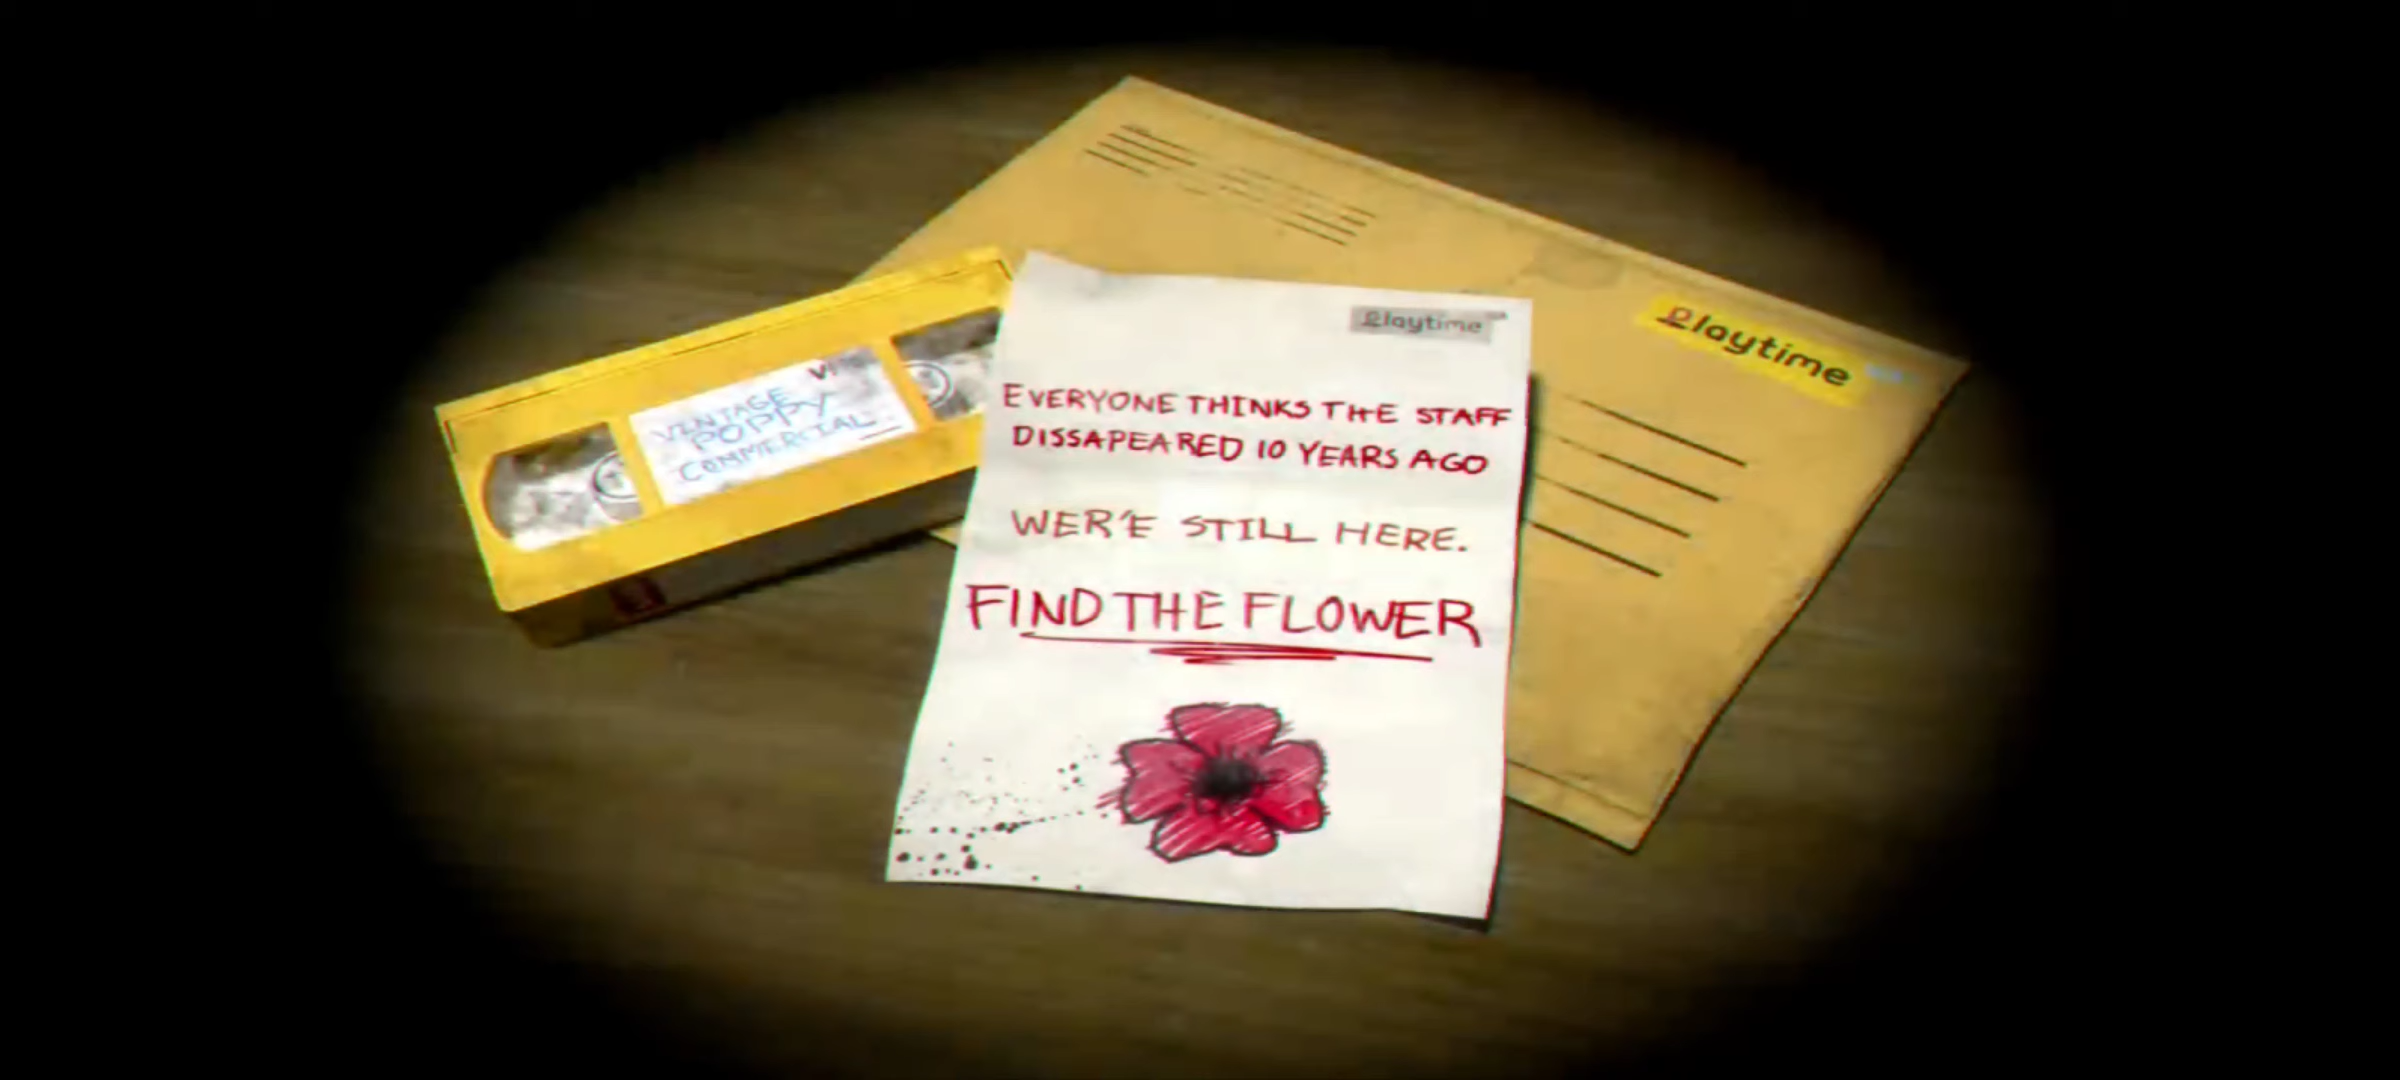 VINTAGE
POPPY
COMMERCIAL
Playtime
EVERYONE THINKS THE STAFF
DISSAPEARED 10 YEARS AGO
WER'E STILL HERE.
FIND THE FLOWER
Playtime